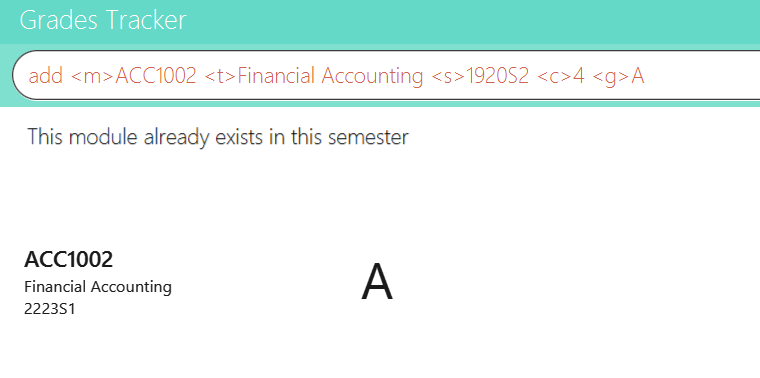 Grades Tracker
add <m>ACC1002 <t>Financial Accounting <s>1920S2 <c>4 <g>A
This module already exists in this semester
ACC1002
Financial Accounting
2223S1
A